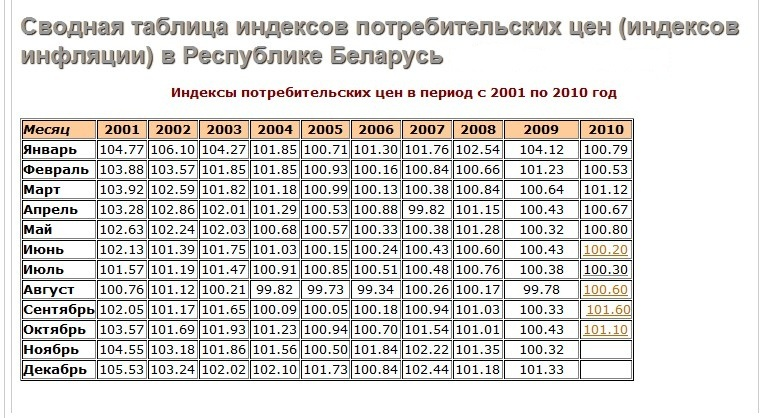 Сводная таблица индексов потребительских цен (индексов
инфляции) в Республике Беларусь
Индексы потребительских цен в период с 2001 по 2010 год
Месяц 2001 2002 2003 2004 2005 2006 2007 2008 2009 2010
Январь 104.77 106.10 104.27 101.85 100.71 101.30 101.76 102.54 104.12 100.79
Февраль 103.88 103.57 101.85 101.85 100.93 100.16 100.84 100.66 101.23 100.53
Март 103.92 102.59 101.82 101.18 100.99 100.13 100.38 100.84 100.64 101.12
Апрель 103.28 102.86 102.01 101.29 100.53 100.88 99.82 101.15 100.43 100.67
Май 102.63 102.24 102.03 100.68 100.57 100.33 100.38 101.28 100.32 100.80
Июнь 102.13 101.39 101.75 101.03 100.15 100.24 100.43 100.60 100.43 100.20
Июль 101.57 101.19 101.47 100.91 100.85 100.51 100.48 100.76 100.38 100.30
Август 100.76 101.12 100.21 99.82 99.73 99.34 100.26 100.17 99.78 100.60
Сентябрь 102.05 101.17 101.65 100.09 100.05 100.18 100.94 101.03 100.33 101.60
Октябрь 103.57 101.69 101.93 101.23 100.94 100.70 101.54 101.01 100.43 101.10
Ноябрь 104.55 103.18 101.86 101.56 100.50 101.84 102.22 101.35 100.32
Декабрь 105.53 103.24 102.02 102.10 101.73 100.84 102.44 101.18 101.33